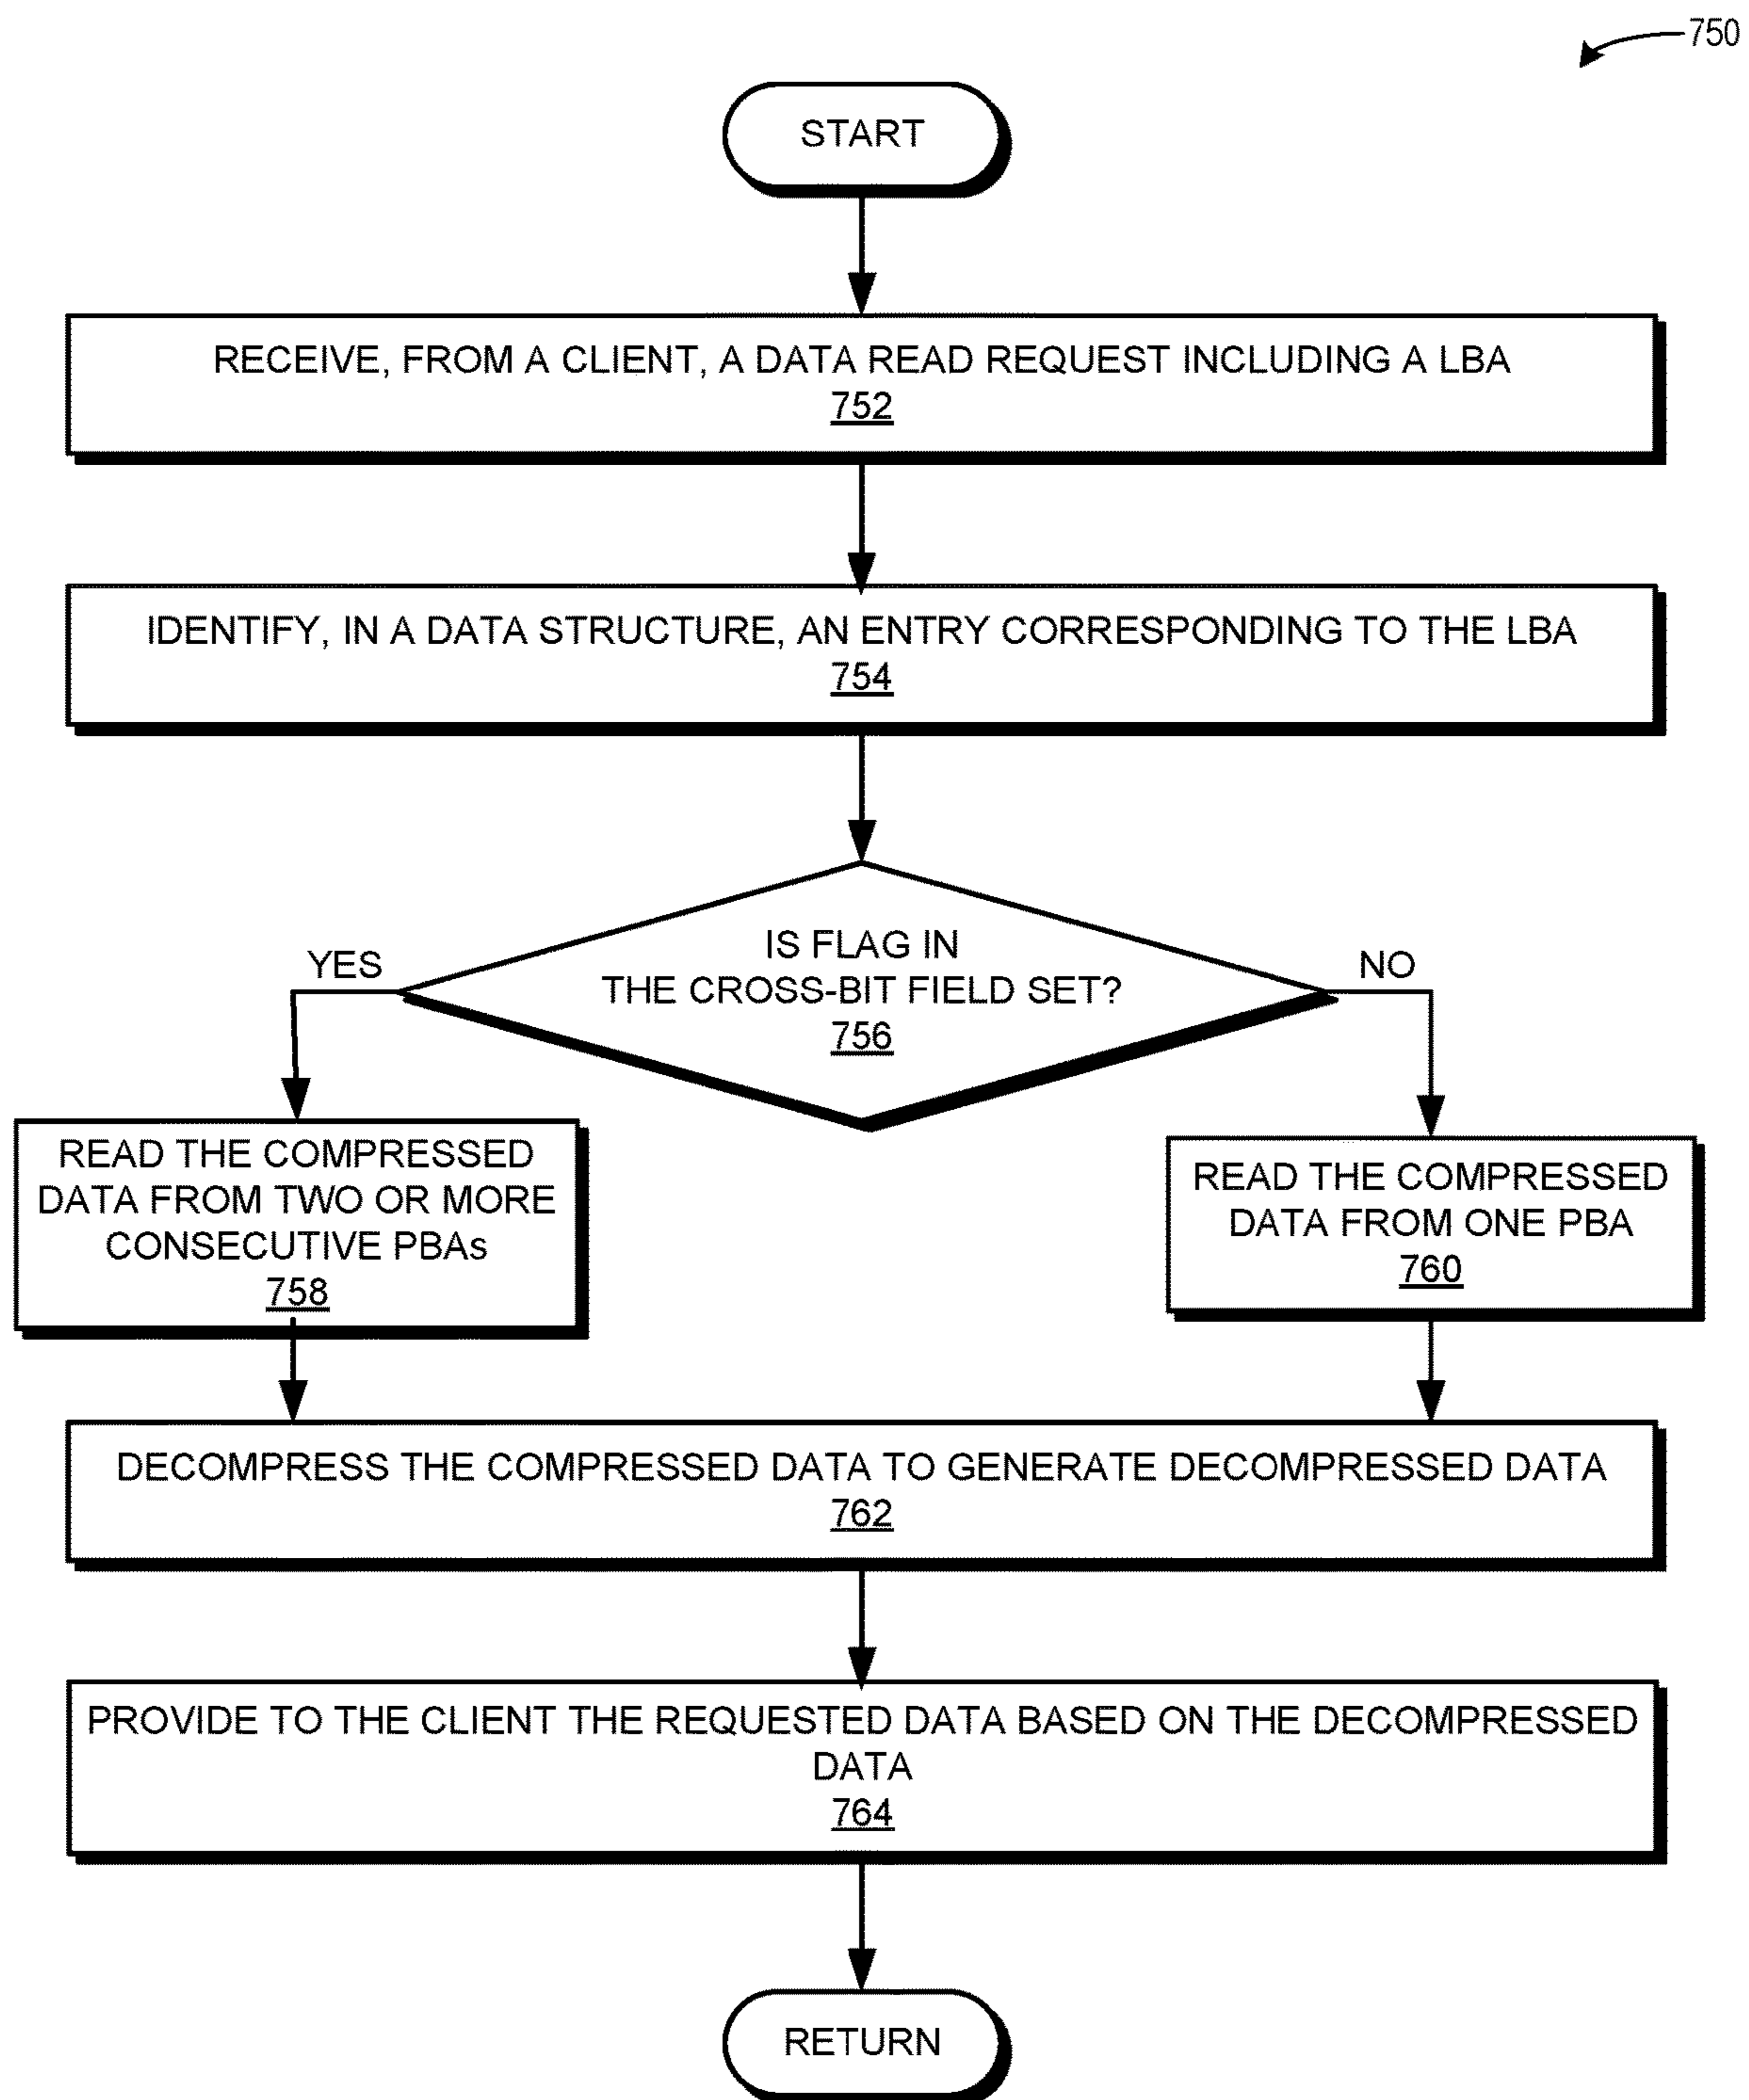 750
START
RECEIVE, FROM A CLIENT, A DATA READ REQUEST INCLUDING A LBA
752
IDENTIFY, IN A DATA STRUCTURE, AN ENTRY CORRESPONDING TO THE LBA
754
IS FLAG IN
THE CROSS-BIT FIELD SET?
756
YES
NO
READ THE COMPRESSED
DATA FROM TWO OR MORE
CONSECUTIVE PBAs
758
READ THE COMPRESSED
DATA FROM ONE PBA
760
DECOMPRESS THE COMPRESSED DATA TO GENERATE DECOMPRESSED DATA
762
PROVIDE TO THE CLIENT THE REQUESTED DATA BASED ON THE DECOMPRESSED
DATA
764
RETURN